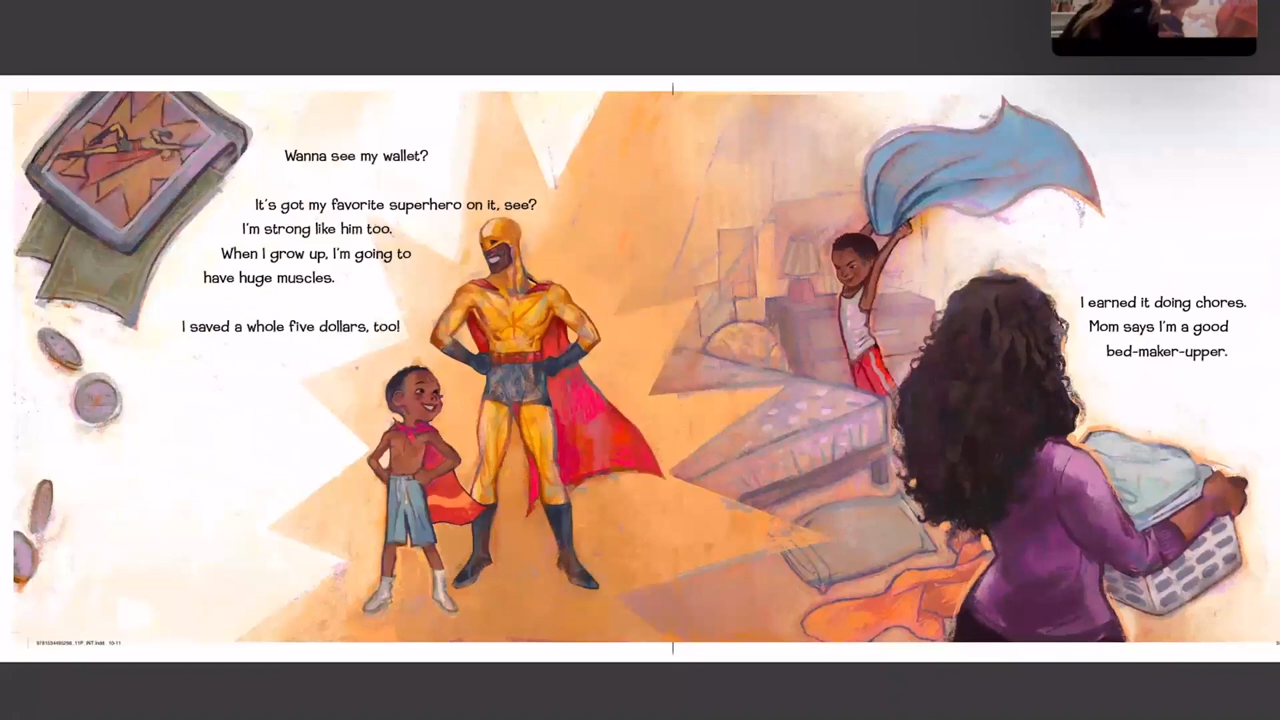 Wanna see my wallet?
It's got my favorite superhero on it, see?
I'm strong like him too.
When I grow up, I'm going to
have huge muscles.
I saved a whole five dollars, too!
I earned it doing chores.
Mom says I'm a good
bed-maker-upper.